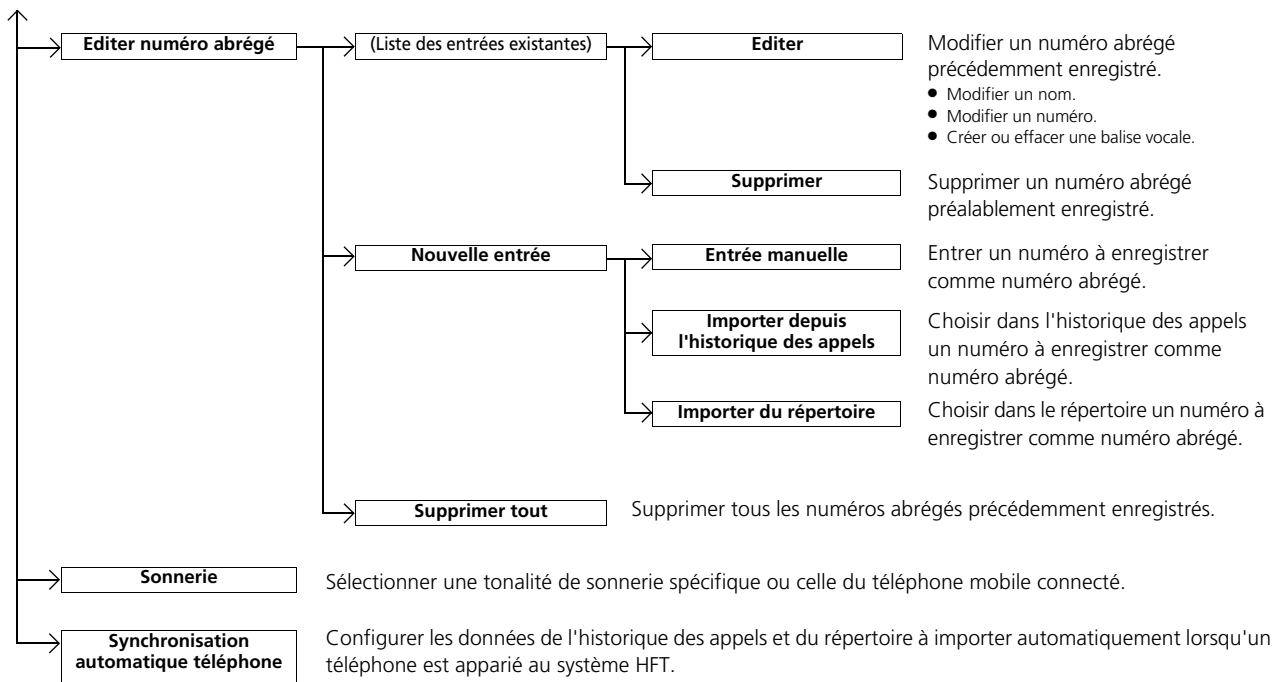 Editer numéro abrégé
(Liste des entrées existantes)
Editer
Modifier un numéro abrégé
précédemment enregistré.
● Modifier un nom.
● Modifier un numéro.
● Créer ou effacer une balise vocale.
Supprimer
Supprimer un numéro abrégé
préalablement enregistré.
Nouvelle entrée
Entrée manuelle
Entrer un numéro à enregistrer
comme numéro abrégé.
Importer depuis
l'historique des appels
Choisir dans l'historique des appels
un numéro à enregistrer comme
numéro abrégé.
Importer du répertoire
Choisir dans le répertoire un numéro à
enregistrer comme numéro abrégé.
Supprimer tout
Supprimer tous les numéros abrégés précédemment enregistrés.
Sonnerie
Sélectionner une tonalité de sonnerie spécifique ou celle du téléphone mobile connecté.
Synchronisation
automatique téléphone
Configurer les données de l'historique des appels et du répertoire à importer automatiquement lorsqu'un
téléphone est apparié au système HFT.